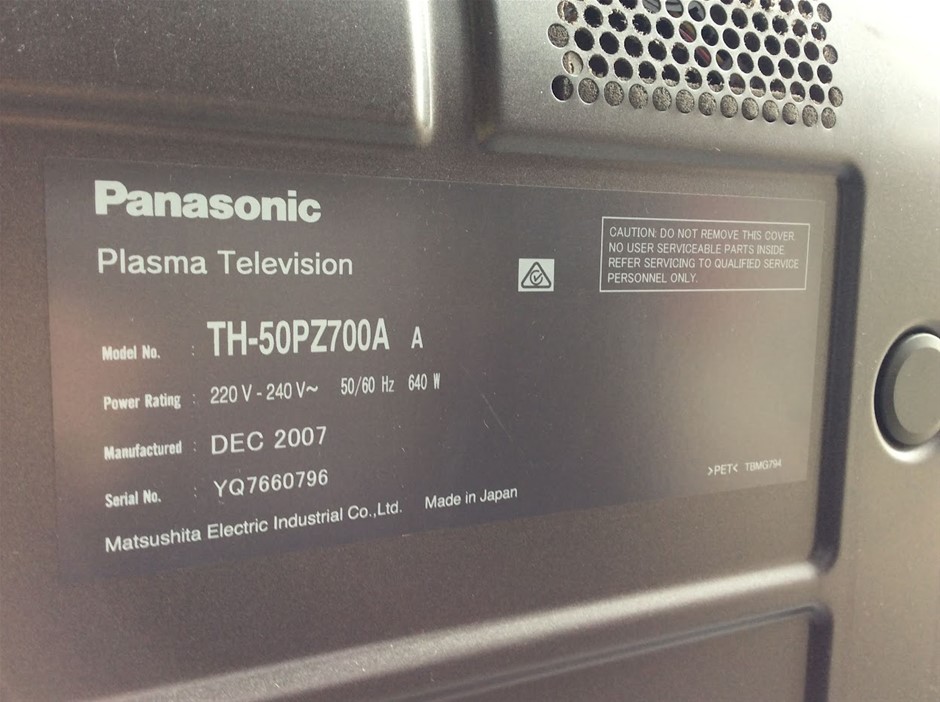 Panasonic
Plasma Television
CAUTION: DO NOT REMOVE THIS COVER.
NO USER SERVICEABLE PARTS INSIDE
REFER SERVICING TO QUALIFIED SERVICE
PERSONNEL ONLY.
Model No. : TH-50PZ700A A
Power Rating : 220 V - 240 V~ 50/60 Hz 640 W
Manufactured : DEC 2007
Serial No. : YQ7660796
Matsushita Electric Industrial Co.,Ltd. Made in Japan
>PET< TBMG794